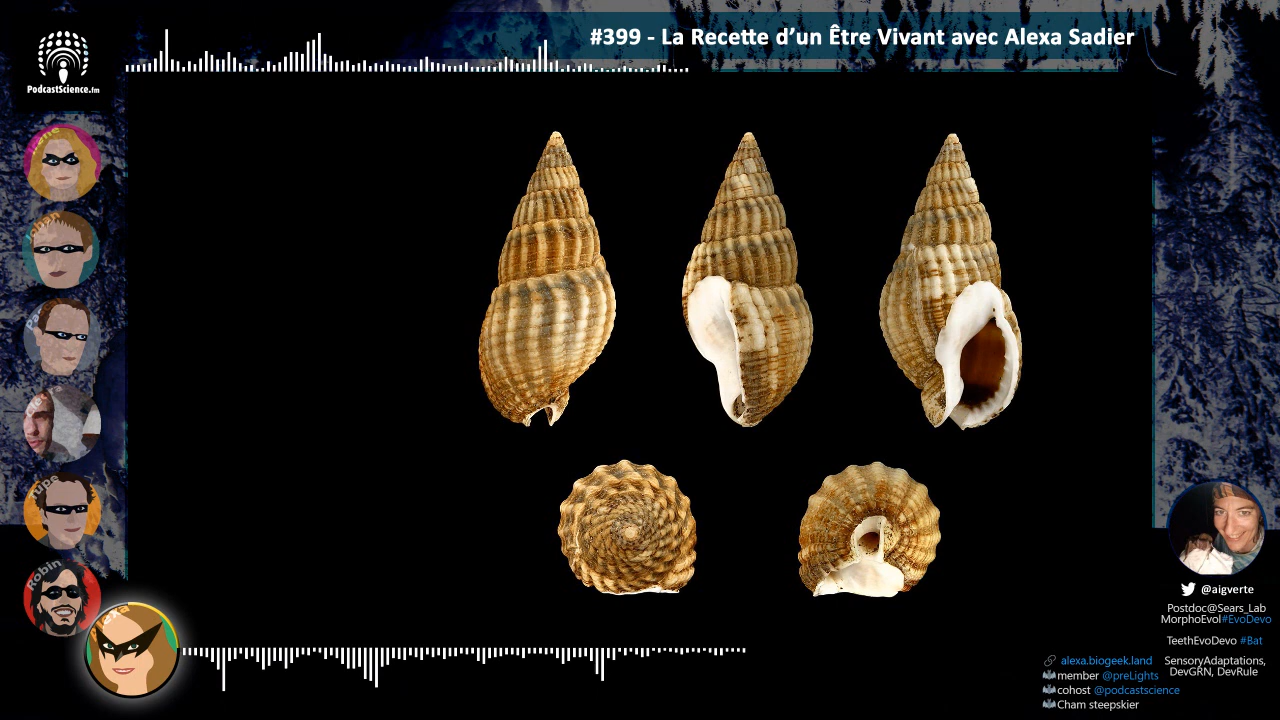 #399 - La Recette d’un Être Vivant avec Alexa Sadier
PodcastScience.fm
Robin
Alexa
@aigverte
Postdoc@Sears_Lab
MorphoEvol#EvoDevo
TeethEvoDevo #Bat
SensoryAdaptations,
DevGRN, DevRule
alexa.biogeek.land
member @preLights
cohost @podcastscience
Cham steepskier